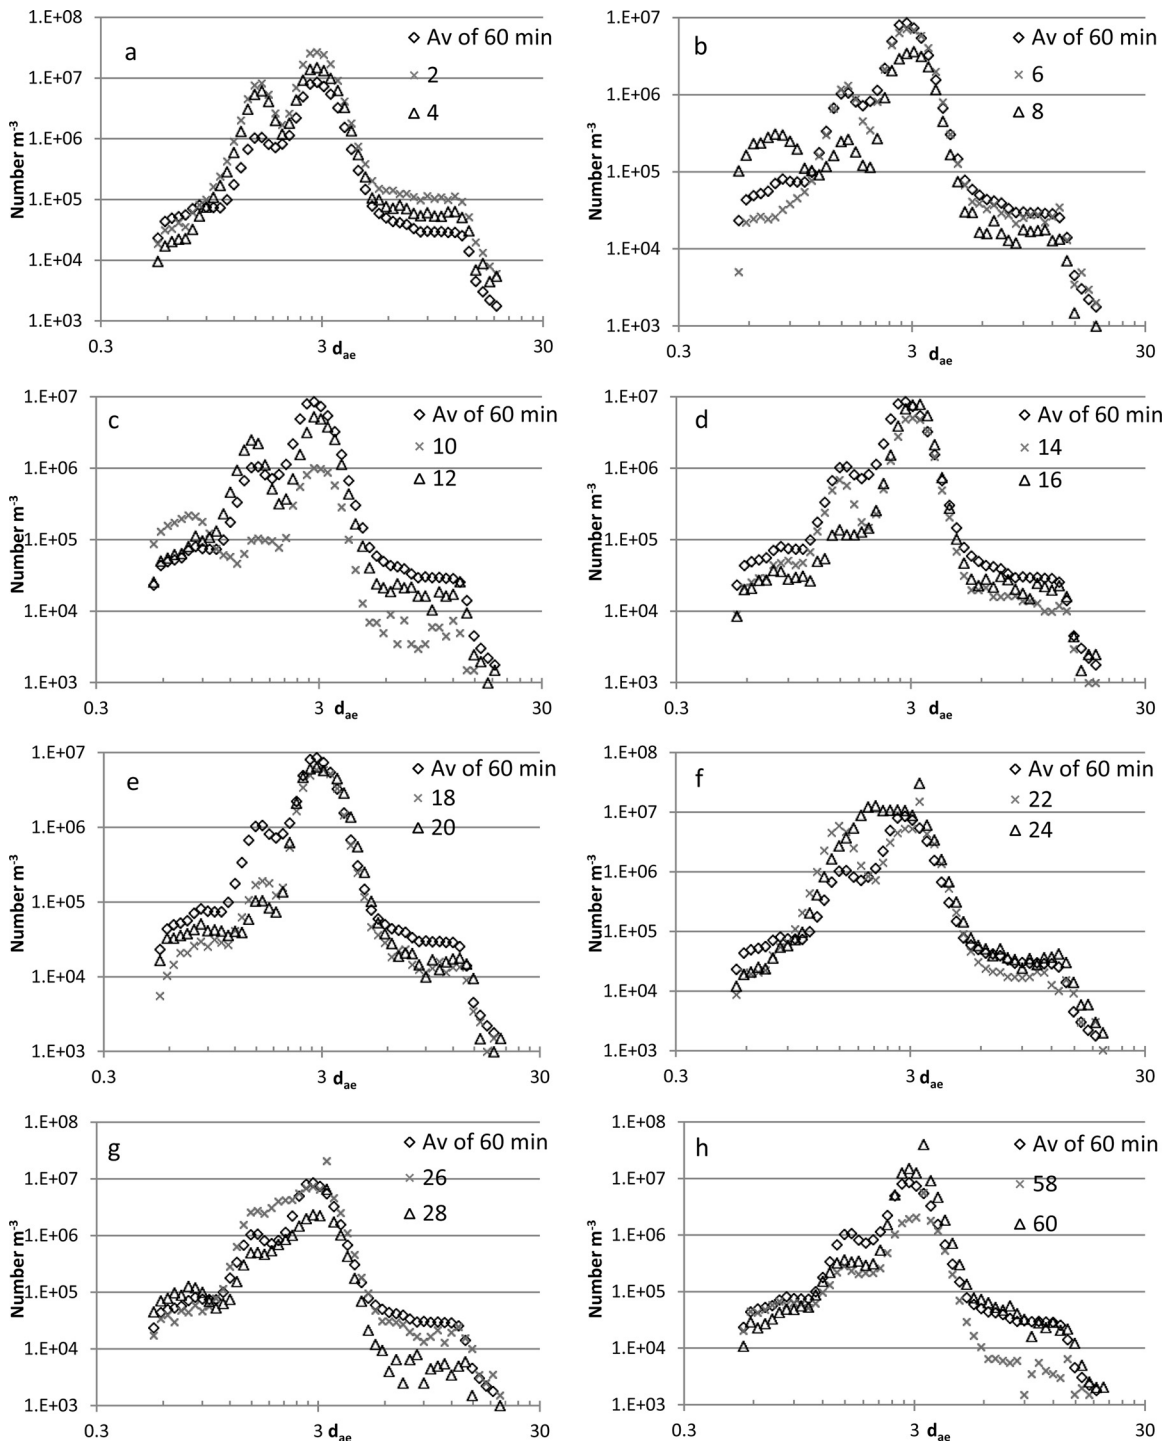 a
Av of 60 min
2
4
1.E+08
1.E+07
1.E+06
1.E+05
1.E+04
1.E+03
Number m-3
0.3
3
dae
30
b
Av of 60 min
6
8
1.E+07
1.E+06
1.E+05
1.E+04
1.E+03
Number m-3
0.3
3
dae
30
c
Av of 60 min
10
12
1.E+07
1.E+06
1.E+05
1.E+04
1.E+03
Number m-3
0.3
3
dae
30
d
Av of 60 min
14
16
1.E+07
1.E+06
1.E+05
1.E+04
1.E+03
Number m-3
0.3
3
dae
30
e
Av of 60 min
18
20
1.E+07
1.E+06
1.E+05
1.E+04
1.E+03
Number m-3
0.3
3
dae
30
f
Av of 60 min
22
24
1.E+08
1.E+07
1.E+06
1.E+05
1.E+04
1.E+03
Number m-3
0.3
3
dae
30
g
Av of 60 min
26
28
1.E+08
1.E+07
1.E+06
1.E+05
1.E+04
1.E+03
Number m-3
0.3
3
dae
30
h
Av of 60 min
58
60
1.E+08
1.E+07
1.E+06
1.E+05
1.E+04
1.E+03
Number m-3
0.3
3
dae
30